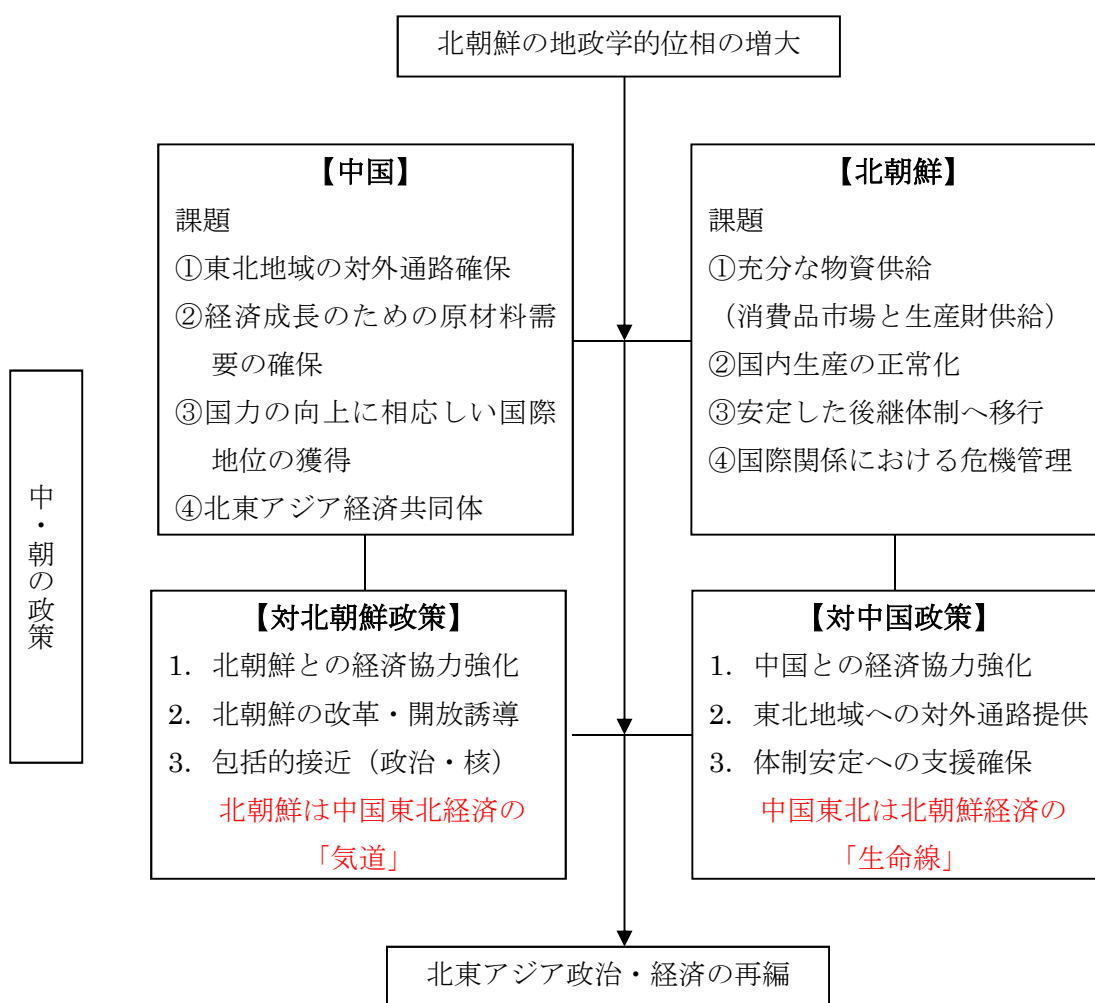 北朝鮮の地政学的位相の増大
【中国】
課題
①東北地域の対外通路確保
②経済成長のための原材料需
要の確保
③国力の向上に相応しい国際
地位の獲得
④北東アジア経済共同体
【北朝鮮】
課題
①充分な物資供給
（消費品市場と生産財供給）
②国内生産の正常化
③安定した後継体制へ移行
④国際関係における危機管理
中・朝の政策
【対北朝鮮政策】
1. 北朝鮮との経済協力強化
2. 北朝鮮の改革・開放誘導
3. 包括的接近（政治・核）
北朝鮮は中国東北経済の
「気道」
【対中国政策】
1. 中国との経済協力強化
2. 東北地域への対外通路提供
3. 体制安定への支援確保
中国東北は北朝鮮経済の
「生命線」
北東アジア政治・経済の再編